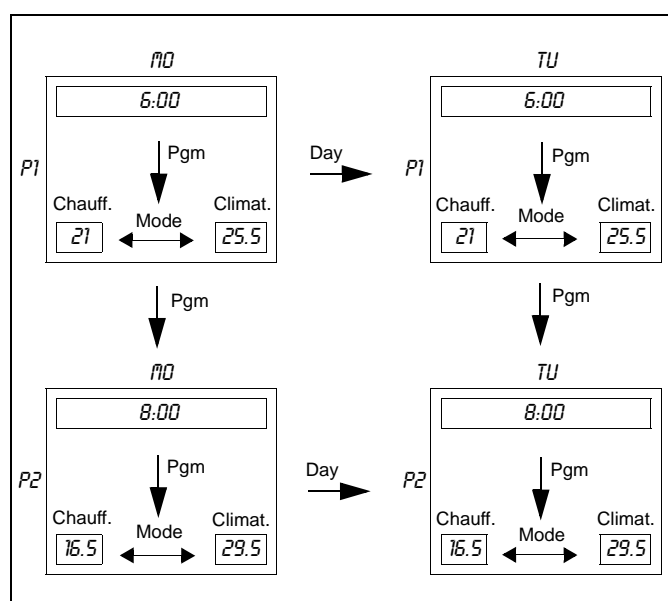 MO
TU
6:00
6:00
P1
Pgm
Day
P1
Pgm
Chauff.
Mode
Climat.
Chauff.
Mode
Climat.
21
25.5
21
25.5
Pgm
Pgm
MO
TU
8:00
8:00
P2
Pgm
Day
P2
Pgm
Chauff.
Mode
Climat.
Chauff.
Mode
Climat.
16.5
29.5
16.5
29.5